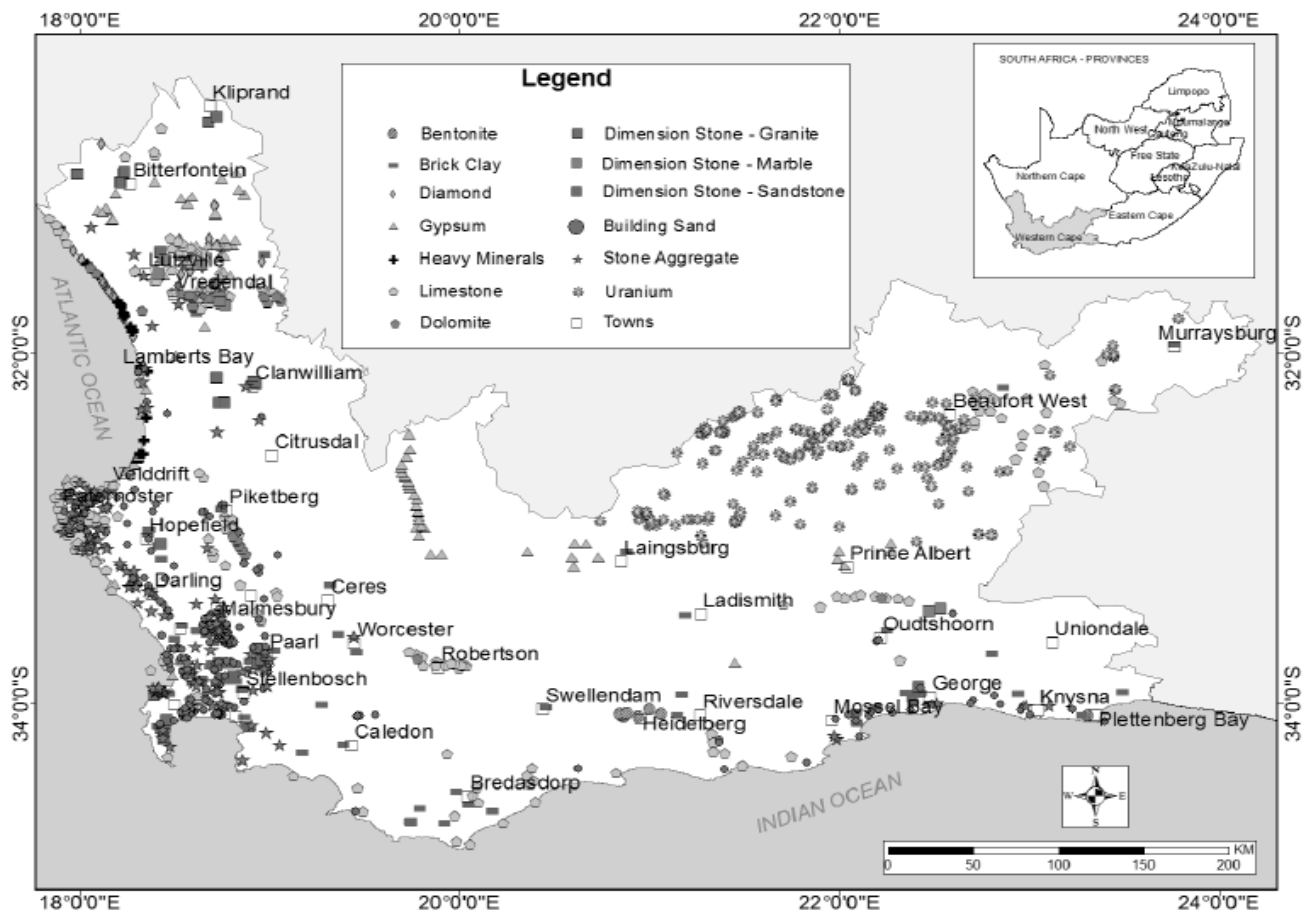 18°0'0"E
20°0'0"E
22°0'0"E
24°0'0"E
Legend
Bentonite
Brick Clay
Diamond
Gypsum
Heavy Minerals
Limestone
Dolomite
Dimension Stone - Granite
Dimension Stone - Marble
Dimension Stone - Sandstone
Building Sand
Stone Aggregate
Uranium
Towns
SOUTH AFRICA - PROVINCES
Limpopo
North West
Mpumalanga
Gauteng
Free State
KwaZulu-Natal
Lesotho
Northern Cape
Eastern Cape
Western Cape
Kliprand
Bitterfontein
Lutzville
Vredendal
ATLANTIC OCEAN
32°0'0"S
32°0'0"S
Murraysburg
Lamberts Bay
Clanwilliam
Beaufort West
Citrusdal
Velddrift
Paternoster
Piketberg
Hopefield
Laingsburg
Prince Albert
Darling
Ceres
Ladismith
Malmesbury
Oudtshoorn
Uniondale
Paarl
Worcester
Robertson
Stellenbosch
Swellendam
Riversdale
George
Knysna
34°0'0"S
34°0'0"S
Heidelberg
Mossel Bay
Plettenberg Bay
Caledon
Bredasdorp
INDIAN OCEAN
N
W
E
S
KM
0
50
100
150
200
18°0'0"E
20°0'0"E
22°0'0"E
24°0'0"E